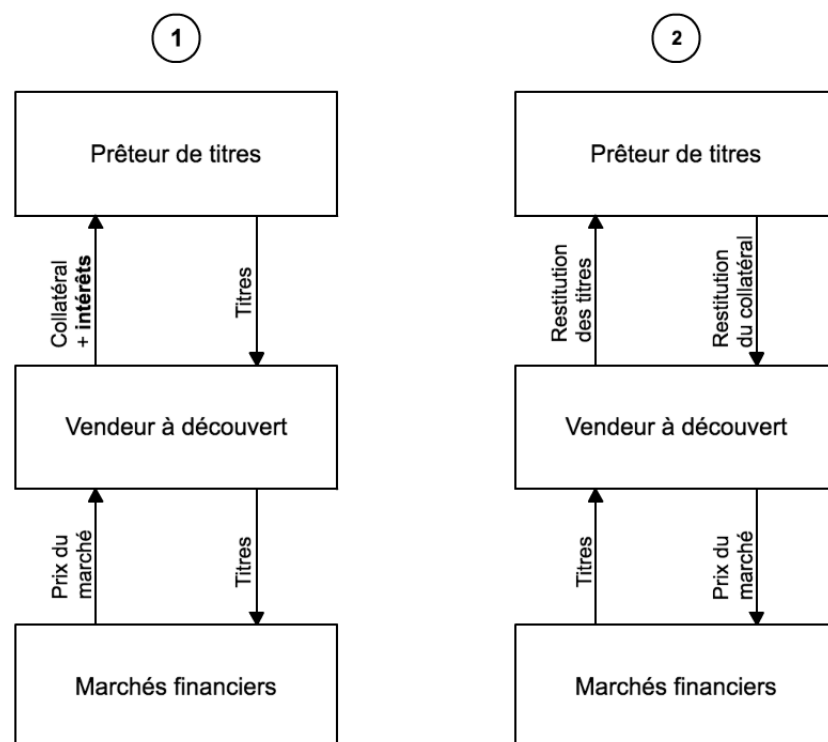 1
2
Prêteur de titres
Prêteur de titres
Collatéral
+ intérêts
Titres
Restitution
des titres
Restitution
du collatéral
Vendeur à découvert
Vendeur à découvert
Prix du
marché
Titres
Titres
Prix du
marché
Marchés financiers
Marchés financiers